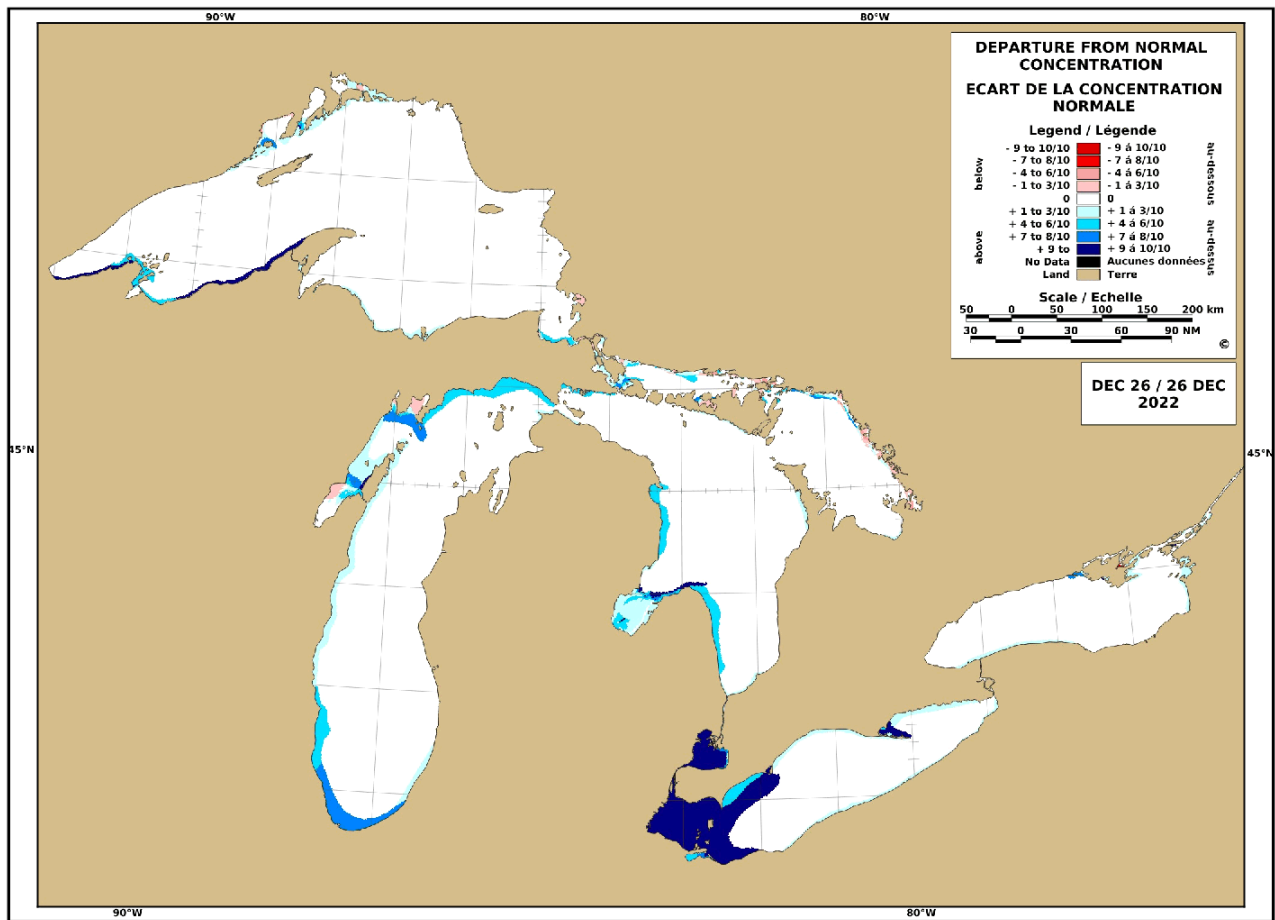 90°W 80°W
DEPARTURE FROM NORMAL
CONCENTRATION
ECART DE LA CONCENTRATION
NORMALE
Legend / Légende
below
au-dessous
- 9 to 10/10 - 9 á 10/10
- 7 to 8/10 - 7 á 8/10
- 4 to 6/10 - 4 á 6/10
- 1 to 3/10 - 1 á 3/10
0 0
above
au-dessus
+ 1 to 3/10 + 1 á 3/10
+ 4 to 6/10 + 4 á 6/10
+ 7 to 8/10 + 7 á 8/10
+ 9 to + 9 á 10/10
No Data Aucunes données
Land Terre
Scale / Echelle
50 0 50 100 150 200 km
30 0 30 60 90 NM
©
DEC 26 / 26 DEC
2022
45°N 45°N
90°W 80°W